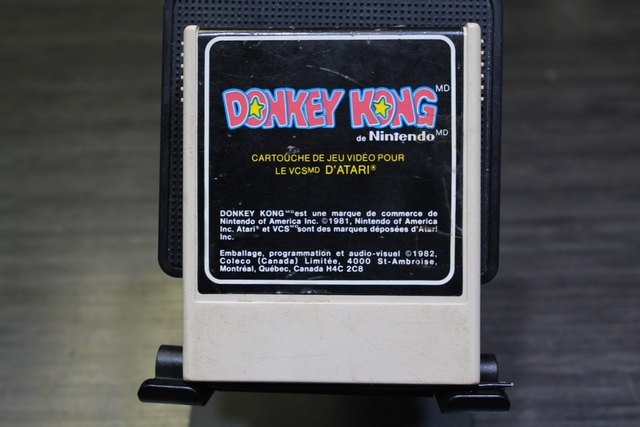 DONKEY KONG MD
de Nintendo MD
CARTOUCHE DE JEU VIDÉO POUR
LE VCS MD D'ATARI®
DONKEY KONG MD est une marque de commerce de
Nintendo of America Inc. ©1981, Nintendo of America
Inc. Atari® et VCS MD sont des marques déposées d'Atari
Inc.
Emballage, programmation et audio-visuel ©1982,
Coleco (Canada) Limitée, 4000 St-Ambroise,
Montréal, Québec, Canada H4C 2C8